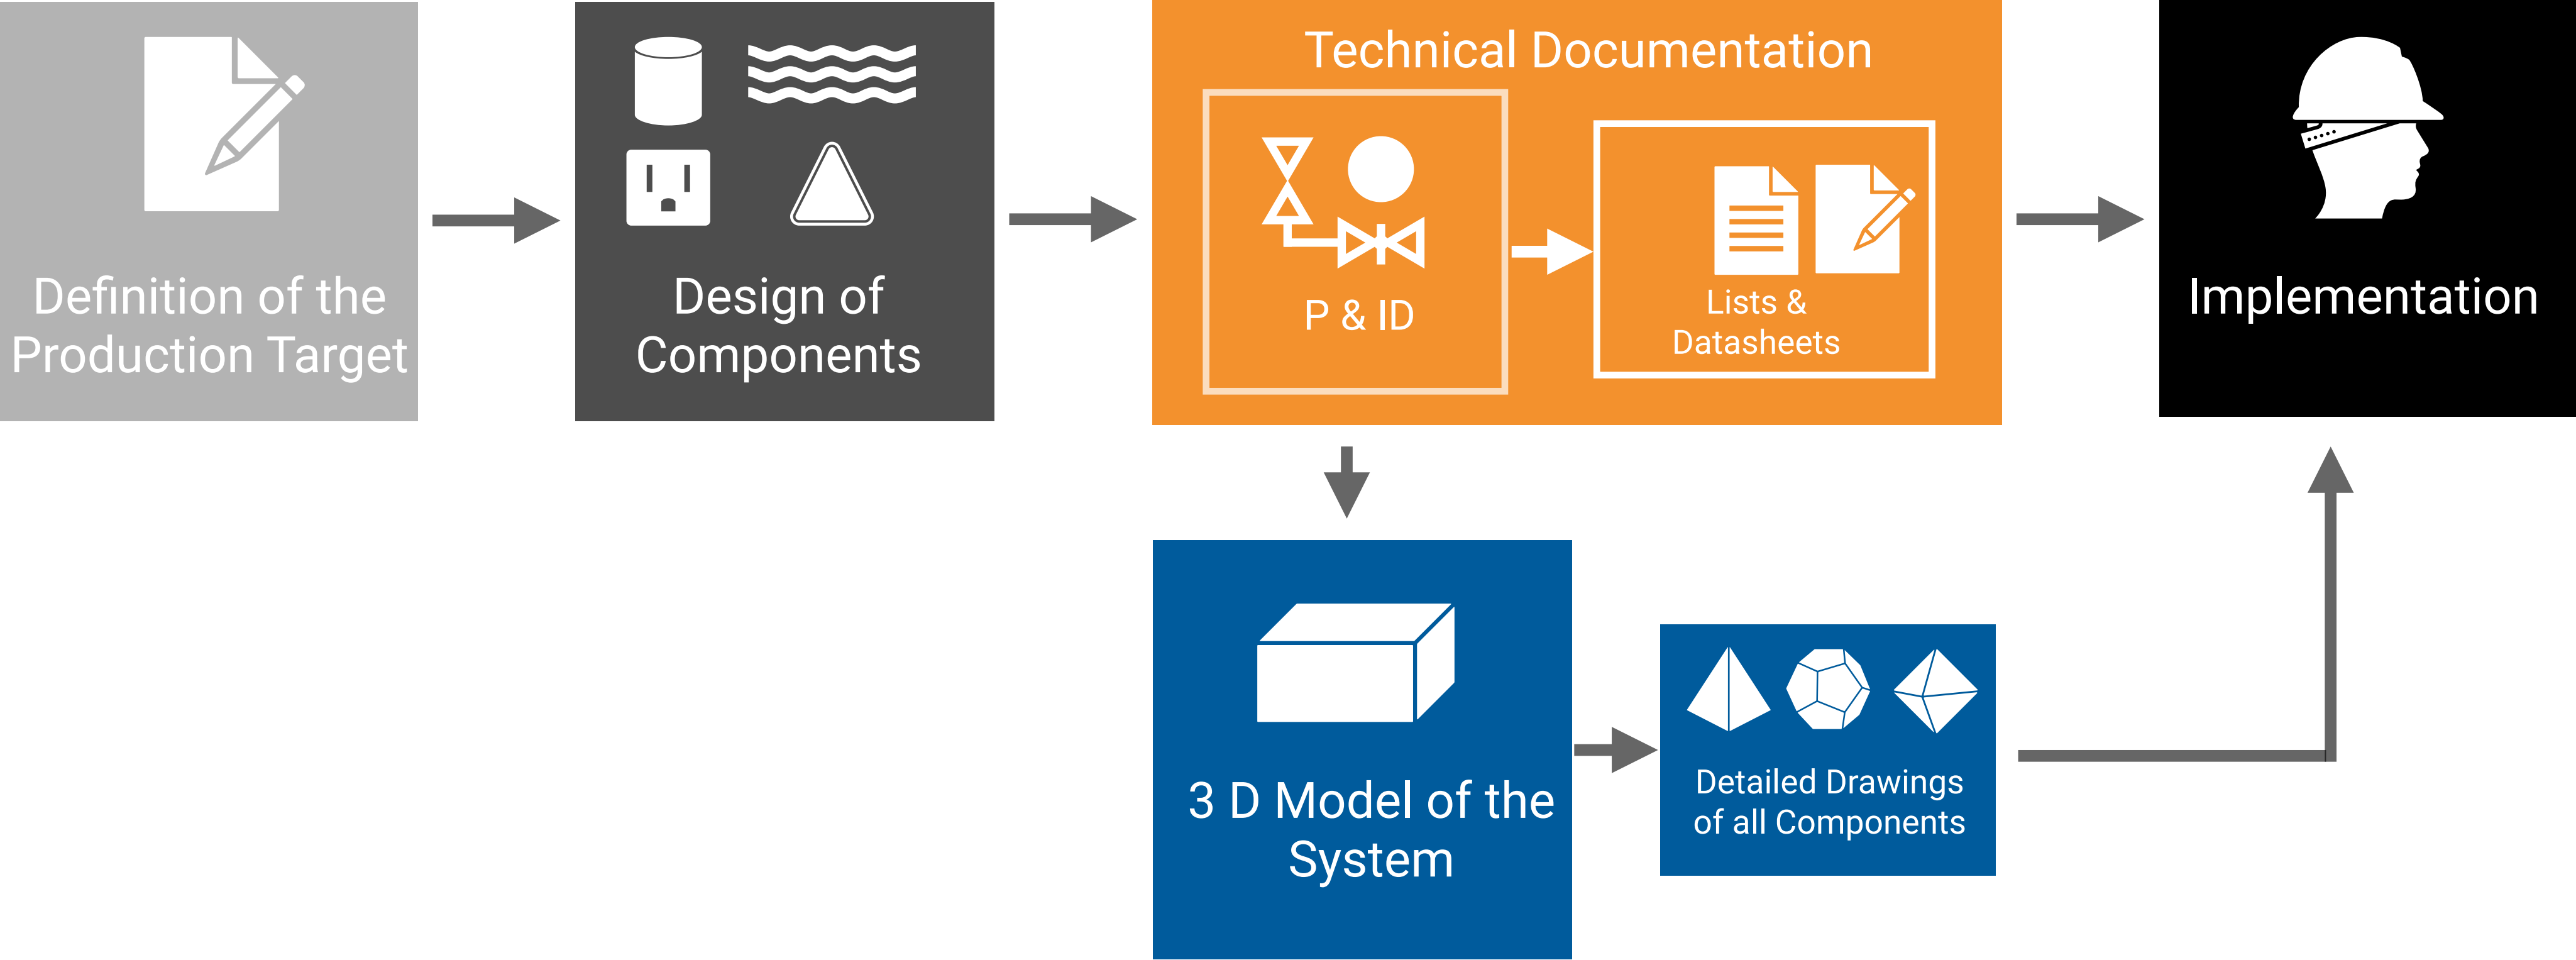 Definition of the
Production Target
Design of
Components
Technical Documentation
P & ID
Lists &
Datasheets
Implementation
3 D Model of the
System
Detailed Drawings
of all Components